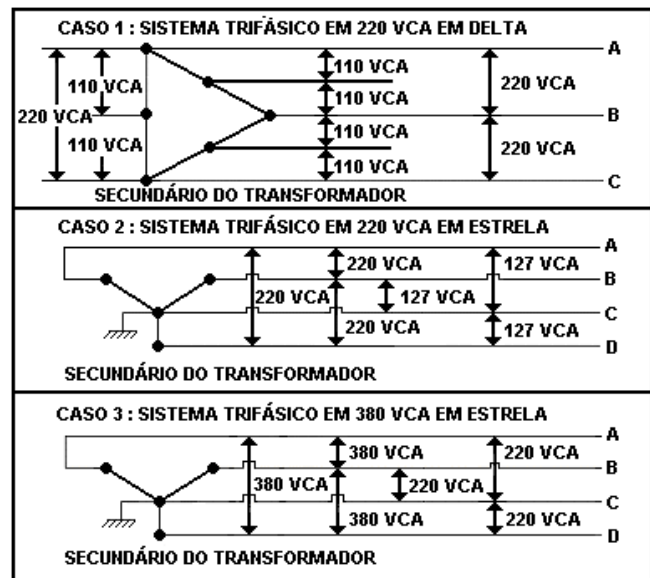 CASO 1 : SISTEMA TRIFÁSICO EM 220 VCA EM DELTA
A
110 VCA
110 VCA
110 VCA
220 VCA
220 VCA
B
110 VCA
110 VCA
220 VCA
110 VCA
C
SECUNDÁRIO DO TRANSFORMADOR
CASO 2 : SISTEMA TRIFÁSICO EM 220 VCA EM ESTRELA
A
220 VCA
127 VCA
B
220 VCA
127 VCA
C
220 VCA
127 VCA
D
SECUNDÁRIO DO TRANSFORMADOR
CASO 3 : SISTEMA TRIFÁSICO EM 380 VCA EM ESTRELA
A
380 VCA
220 VCA
B
380 VCA
220 VCA
C
380 VCA
220 VCA
D
SECUNDÁRIO DO TRANSFORMADOR